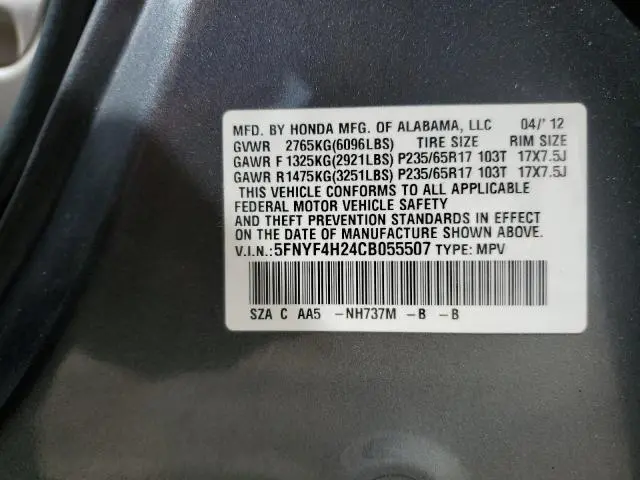 MFD. BY HONDA MFG. OF ALABAMA, LLC 04/'12
GVWR 2765KG(6096LBS) TIRE SIZE RIM SIZE
GAWR F 1325KG(2921LBS) P235/65R17 103T 17X7.5J
GAWR R1475KG(3251LBS) P235/65R17 103T 17X7.5J
THIS VEHICLE CONFORMS TO ALL APPLICABLE
FEDERAL MOTOR VEHICLE SAFETY
AND THEFT PREVENTION STANDARDS IN EFFECT
ON THE DATE OF MANUFACTURE SHOWN ABOVE.
V.I.N.:5FNYF4H24CB055507 TYPE: MPV
SZA C AA5 -NH737M -B -B